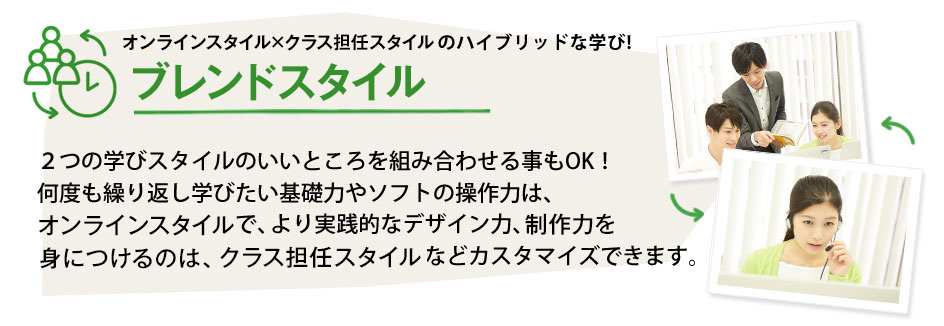 オンラインスタイル×クラス担任スタイル のハイブリッドな学び!
ブレンドスタイル
２つの学びスタイルのいいところを組み合わせる事もOK！
何度も繰り返し学びたい基礎力やソフトの操作力は、
オンラインスタイルで、より実践的なデザイン力、制作力を
身につけるのは、クラス担任スタイル などカスタマイズできます。